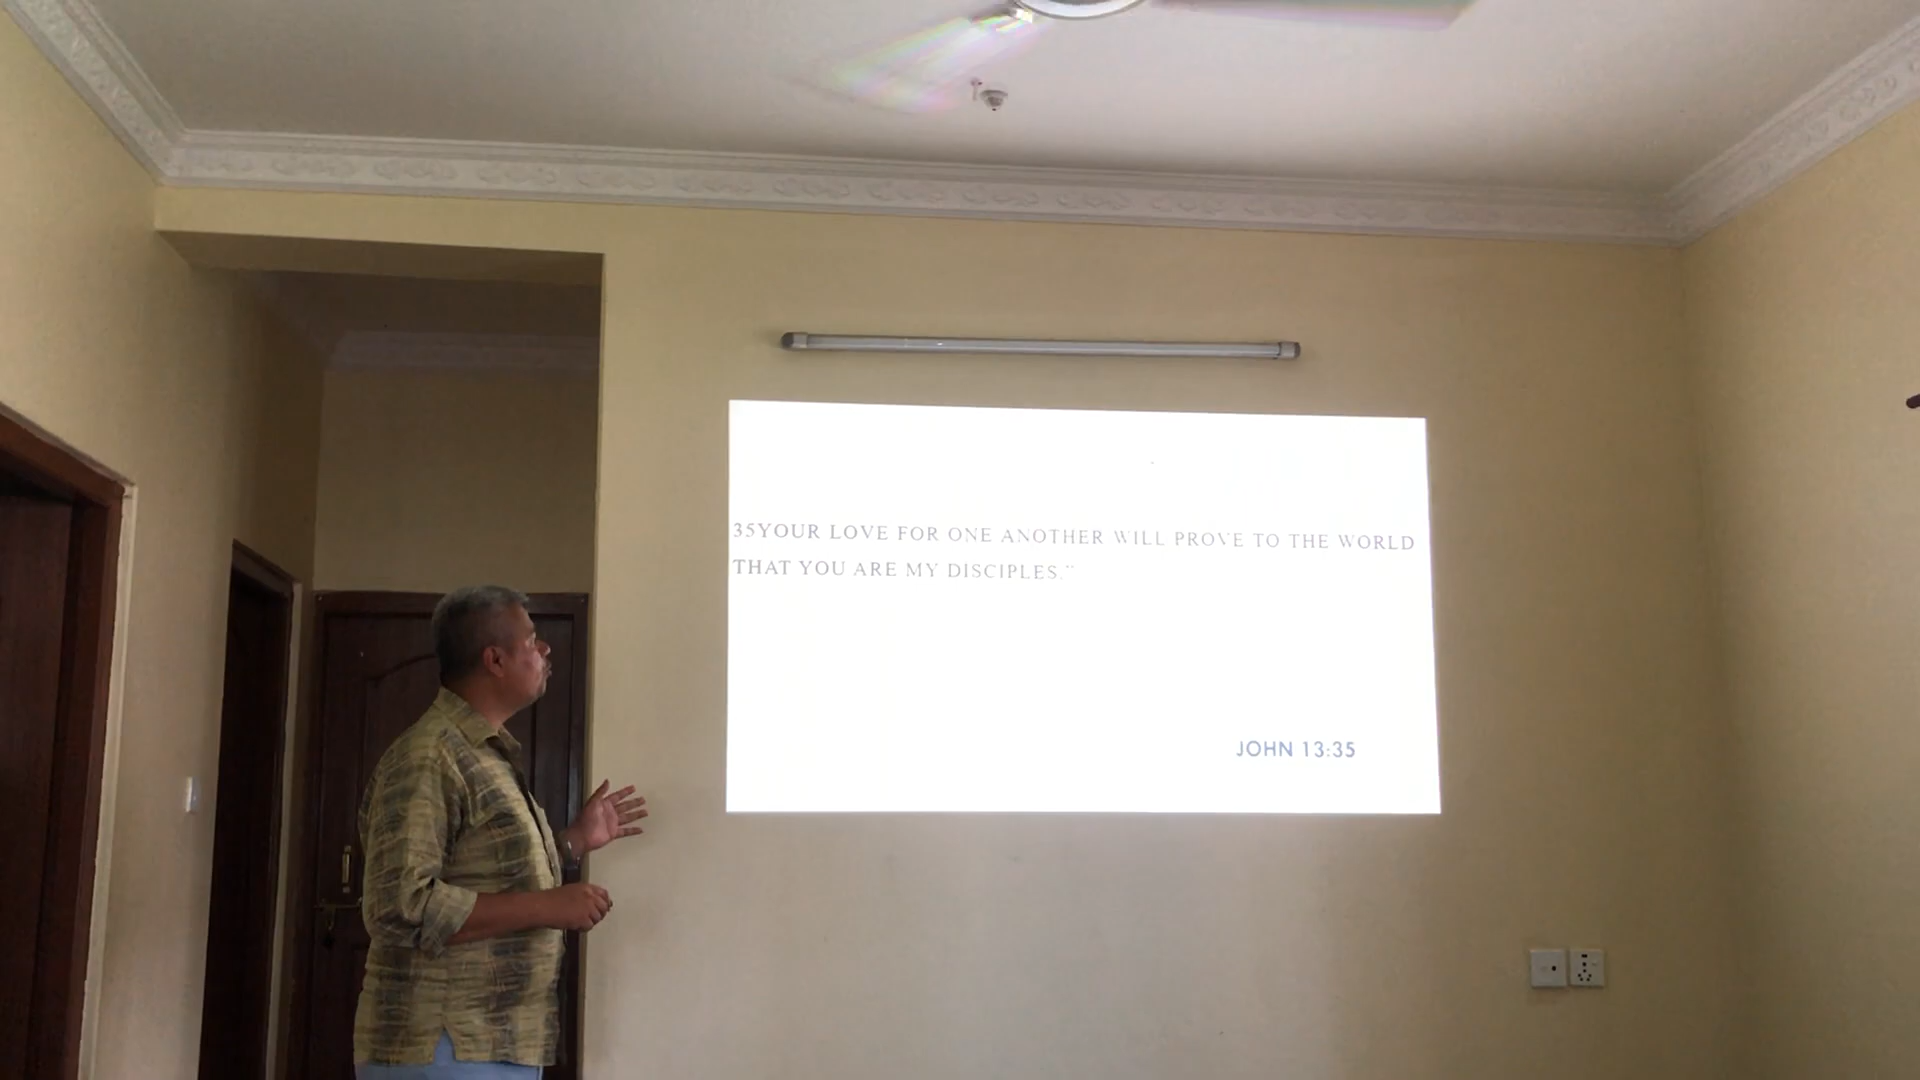 35YOUR LOVE FOR ONE ANOTHER WILL PROVE TO THE WORLD
THAT YOU ARE MY DISCIPLES.”
JOHN 13:35